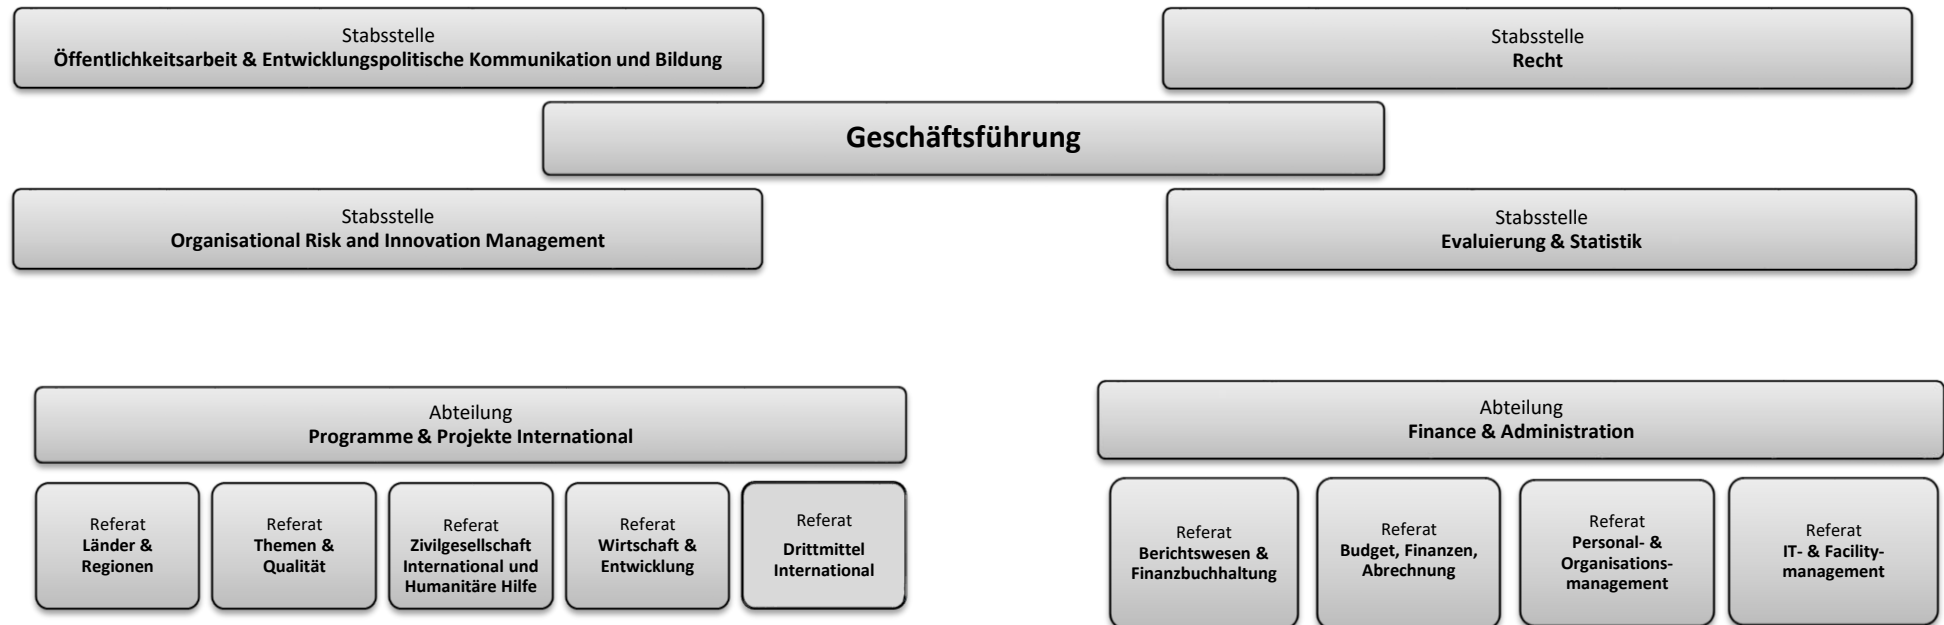 Stabsstelle
Öffentlichkeitsarbeit & Entwicklungspolitische Kommunikation und Bildung
Stabsstelle
Recht
Geschäftsführung
Stabsstelle
Organisational Risk and Innovation Management
Stabsstelle
Evaluierung & Statistik
Abteilung
Programme & Projekte International
Abteilung
Finance & Administration
Referat
Länder &
Regionen
Referat
Themen &
Qualität
Referat
Zivilgesellschaft
International und
Humanitäre Hilfe
Referat
Wirtschaft &
Entwicklung
Referat
Drittmittel
International
Referat
Berichtswesen &
Finanzbuchhaltung
Referat
Budget, Finanzen,
Abrechnung
Referat
Personal- &
Organisations-
management
Referat
IT- & Facility-
management